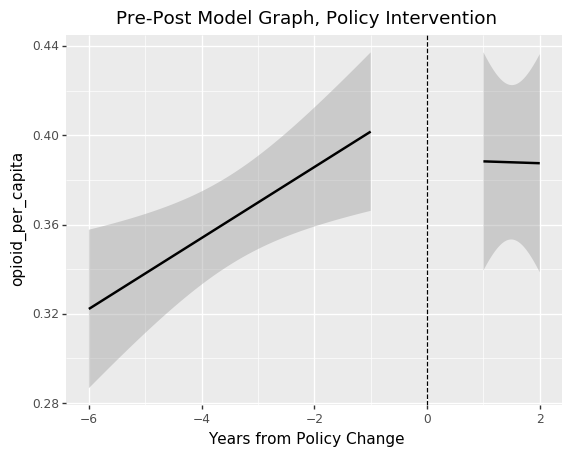 Pre-Post Model Graph, Policy Intervention
opioid_per_capita
0.44
0.40
0.36
0.32
0.28
−6 −4 −2 0 2
Years from Policy Change